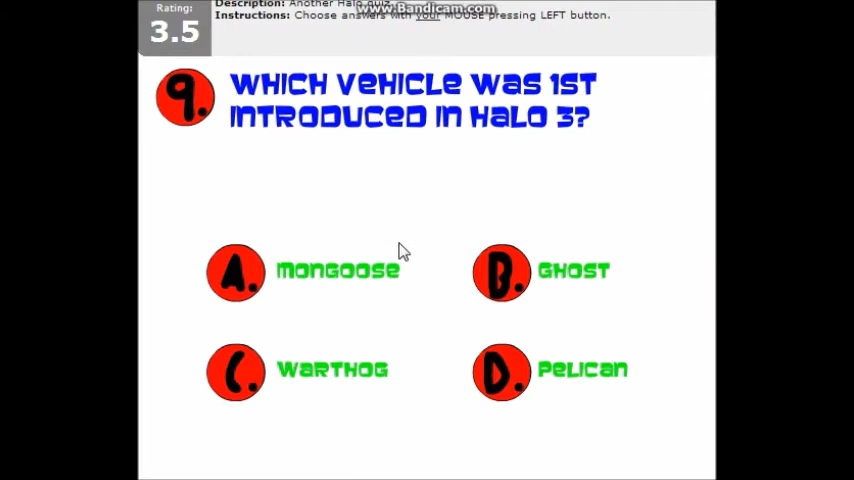 Rating:
3.5
Description: Another Halo quiz
www.Bandicam.com
Instructions: Choose answers with your MOUSE pressing LEFT button.
9. WHICH VEHICLE WAS 1ST
INTRODUCED IN HALO 3?
A. MONGOOSE
B. GHOST
C. WARTHOG
D. PELICAN